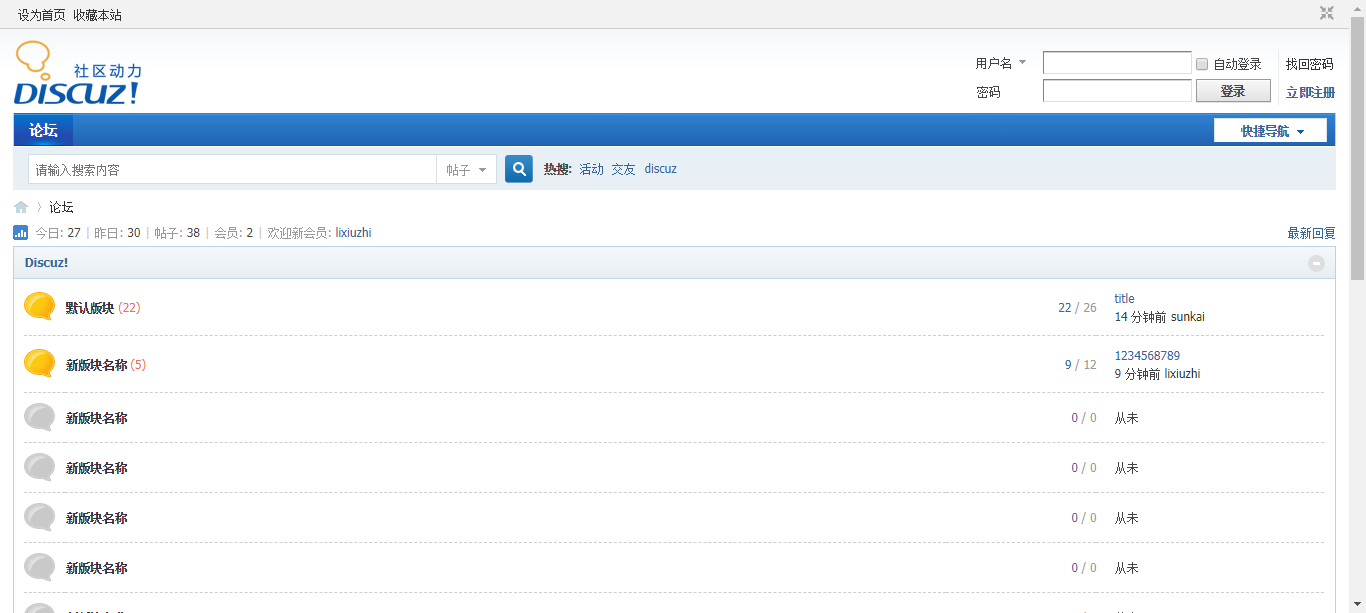 设为首页 收藏本站
社区动力
DISCUZ!
用户名 自动登录 找回密码
密码 登录 立即注册
论坛 快捷导航
请输入搜索内容 帖子 热搜: 活动 交友 discuz
论坛
今日: 27 | 昨日: 30 | 帖子: 38 | 会员: 2 | 欢迎新会员: lixiuzhi 最新回复
Discuz!
默认版块 (22) 22 / 26 title
14 分钟前 sunkai
新版块名称 (5) 9 / 12 1234568789
9 分钟前 lixiuzhi
新版块名称 0 / 0 从未
新版块名称 0 / 0 从未
新版块名称 0 / 0 从未
新版块名称 0 / 0 从未